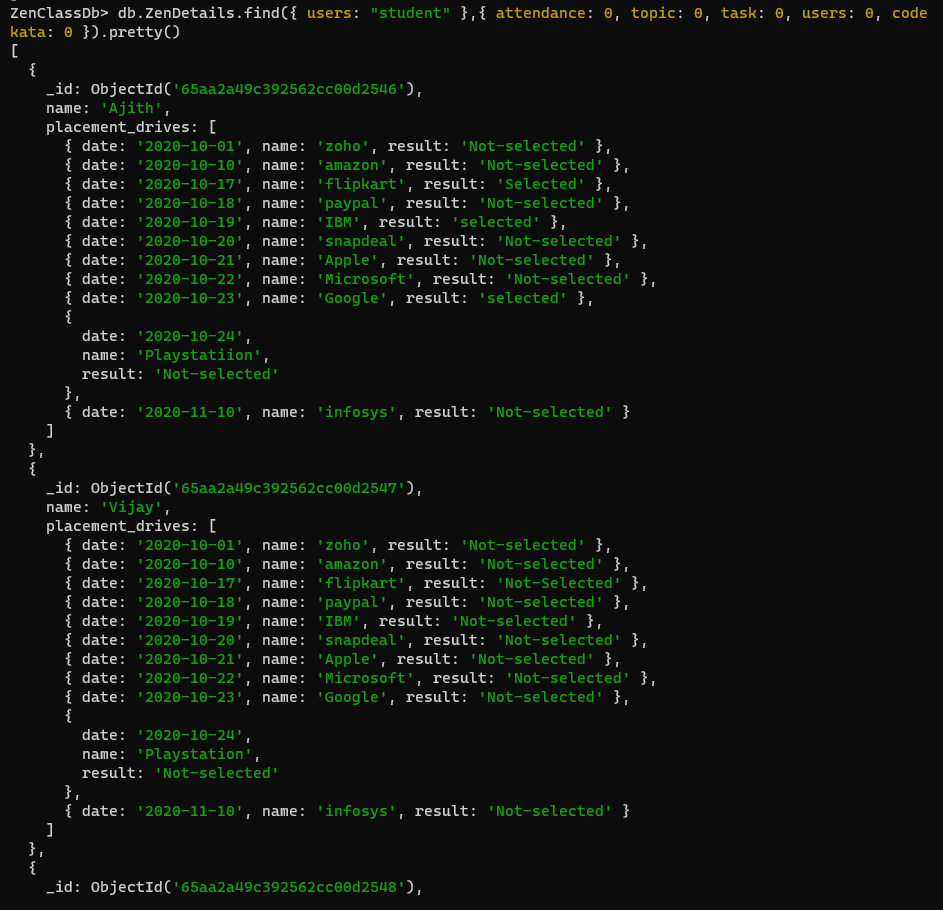 ZenClassDb> db.ZenDetails.find({ users: "student" },{ attendance: 0, topic: 0, task: 0, users: 0, code
kata: 0 }).pretty()
[
  {
    _id: ObjectId('65aa2a49c392562cc00d2546'),
    name: 'Ajith',
    placement_drives: [
      { date: '2020-10-01', name: 'zoho', result: 'Not-selected' },
      { date: '2020-10-10', name: 'amazon', result: 'Not-selected' },
      { date: '2020-10-17', name: 'flipkart', result: 'Selected' },
      { date: '2020-10-18', name: 'paypal', result: 'Not-selected' },
      { date: '2020-10-19', name: 'IBM', result: 'selected' },
      { date: '2020-10-20', name: 'snapdeal', result: 'Not-selected' },
      { date: '2020-10-21', name: 'Apple', result: 'Not-selected' },
      { date: '2020-10-22', name: 'Microsoft', result: 'Not-selected' },
      { date: '2020-10-23', name: 'Google', result: 'selected' },
      {
        date: '2020-10-24',
        name: 'Playstatiion',
        result: 'Not-selected'
      },
      { date: '2020-11-10', name: 'infosys', result: 'Not-selected' }
    ]
  },
  {
    _id: ObjectId('65aa2a49c392562cc00d2547'),
    name: 'Vijay',
    placement_drives: [
      { date: '2020-10-01', name: 'zoho', result: 'Not-selected' },
      { date: '2020-10-10', name: 'amazon', result: 'Not-selected' },
      { date: '2020-10-17', name: 'flipkart', result: 'Not-Selected' },
      { date: '2020-10-18', name: 'paypal', result: 'Not-selected' },
      { date: '2020-10-19', name: 'IBM', result: 'Not-selected' },
      { date: '2020-10-20', name: 'snapdeal', result: 'Not-selected' },
      { date: '2020-10-21', name: 'Apple', result: 'Not-selected' },
      { date: '2020-10-22', name: 'Microsoft', result: 'Not-selected' },
      { date: '2020-10-23', name: 'Google', result: 'Not-selected' },
      {
        date: '2020-10-24',
        name: 'Playstation',
        result: 'Not-selected'
      },
      { date: '2020-11-10', name: 'infosys', result: 'Not-selected' }
    ]
  },
  {
    _id: ObjectId('65aa2a49c392562cc00d2548'),